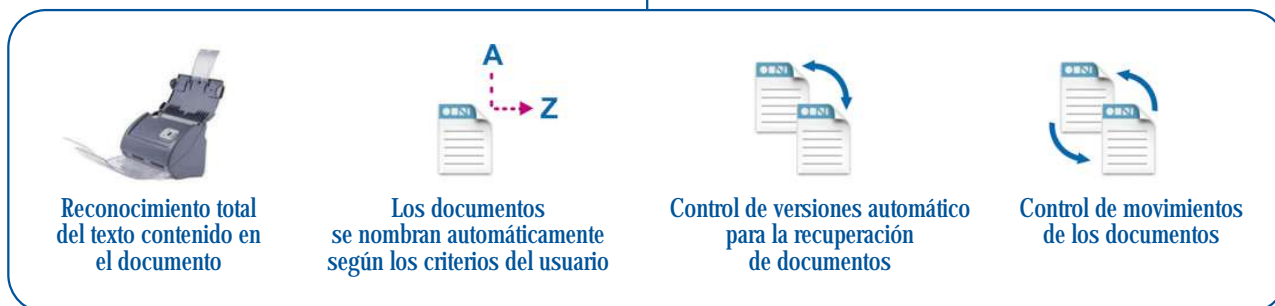 A
Z
Reconocimiento total
del texto contenido en
el documento
Los documentos
se nombran automáticamente
según los criterios del usuario
Control de versiones automático
para la recuperación
de documentos
Control de movimientos
de los documentos